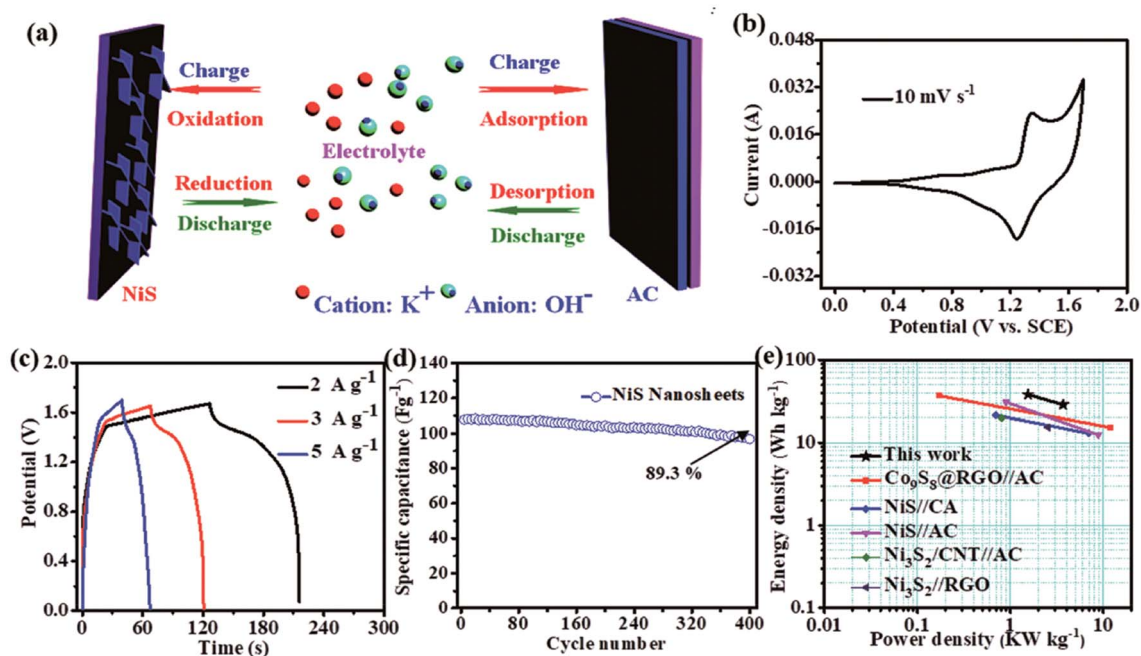 (a)
Charge
Oxidation
Reduction
Discharge
NiS
Electrolyte
Charge
Adsorption
Desorption
Discharge
AC
Cation: K⁺ Anion: OH⁻
:
(b)
0.048
0.032
0.016
0.000
-0.016
-0.032
Current (A)
10 mV s⁻¹
0.0 0.4 0.8 1.2 1.6 2.0
Potential (V vs. SCE)
(c)
2.0
1.6
1.2
0.8
0.4
0.0
Potential (V)
2 A g⁻¹
3 A g⁻¹
5 A g⁻¹
0 60 120 180 240 300
Time (s)
(d)
140
120
100
80
60
40
20
0
Specific capacitance (Fg⁻¹)
NiS Nanosheets
89.3 %
0 100 200 300 400
Cycle number
(e)
100
10
1
0.1
Energy density (Wh kg⁻¹)
This work
Co₉S₈@RGO//AC
NiS//CA
NiS//AC
Ni₃S₂/CNT//AC
Ni₃S₂//RGO
0.01 0.1 1 10
Power density (KW kg⁻¹)